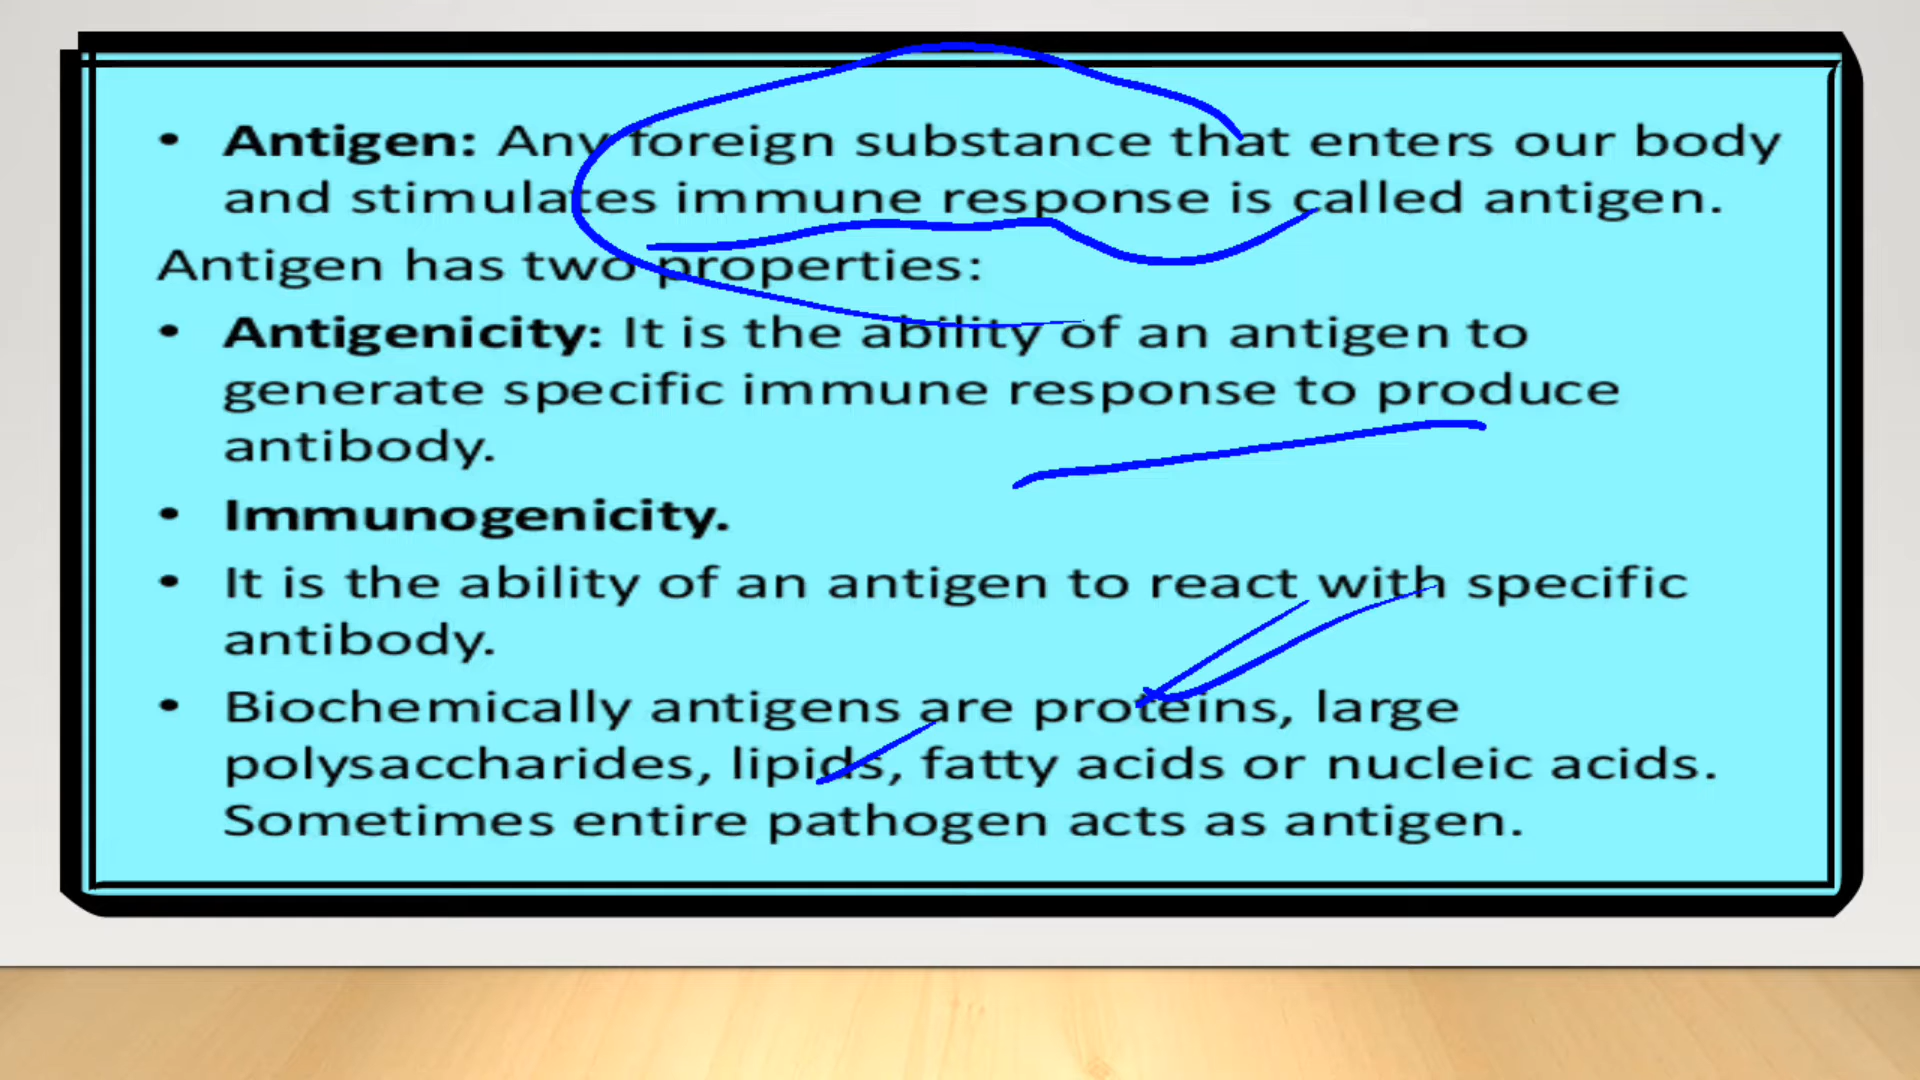 • Antigen: Any foreign substance that enters our body
and stimulates immune response is called antigen.
Antigen has two properties:
• Antigenicity: It is the ability of an antigen to
generate specific immune response to produce
antibody.
• Immunogenicity.
• It is the ability of an antigen to react with specific
antibody.
• Biochemically antigens are proteins, large
polysaccharides, lipids, fatty acids or nucleic acids.
Sometimes entire pathogen acts as antigen.